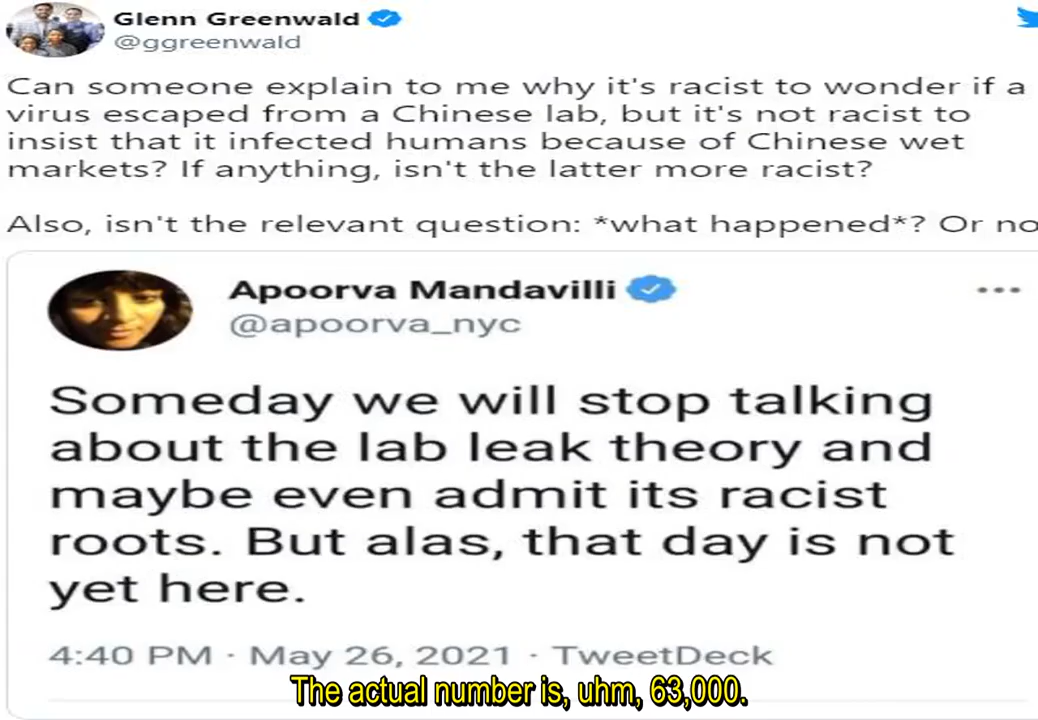 Glenn Greenwald
@ggreenwald
Can someone explain to me why it's racist to wonder if a
virus escaped from a Chinese lab, but it's not racist to
insist that it infected humans because of Chinese wet
markets? If anything, isn't the latter more racist?
Also, isn't the relevant question: *what happened*? Or no
Apoorva Mandavilli
@apoorva_nyc
Someday we will stop talking
about the lab leak theory and
maybe even admit its racist
roots. But alas, that day is not
yet here.
4:40 PM · May 26, 2021 · TweetDeck
The actual number is, uhm, 63,000.